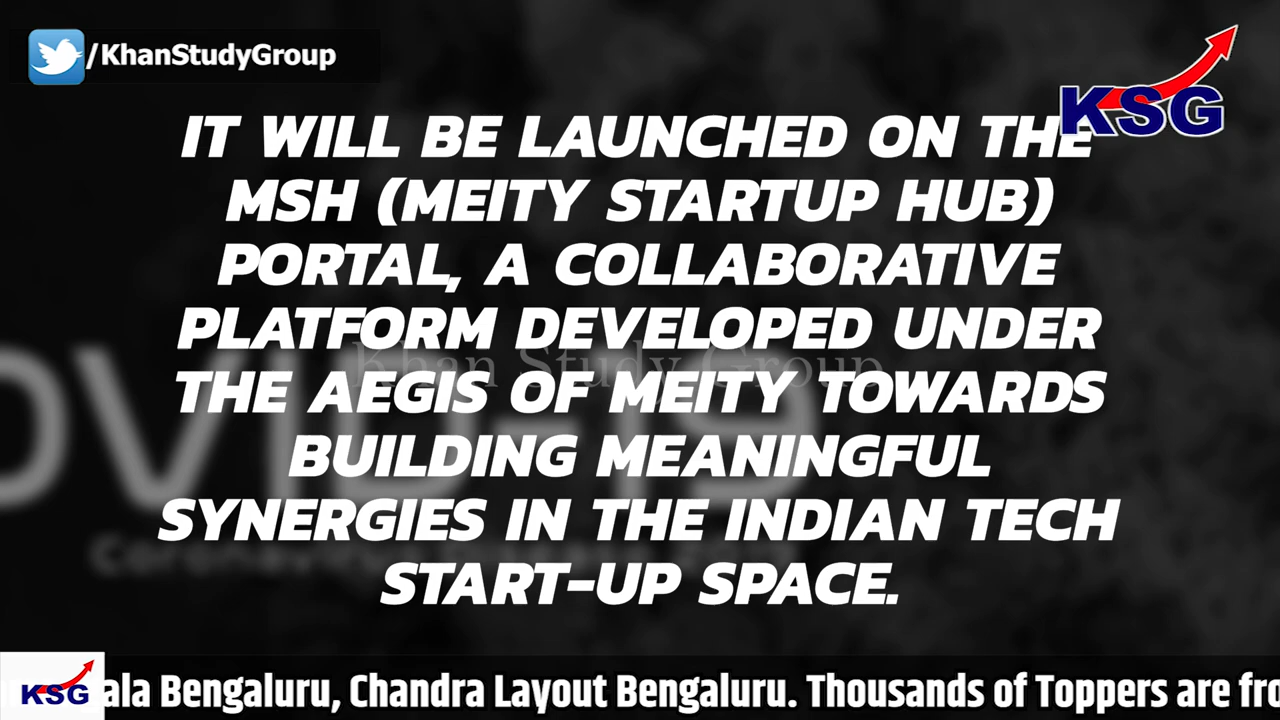 /KhanStudyGroup
KSG
IT WILL BE LAUNCHED ON THE
MSH (MEITY STARTUP HUB)
PORTAL, A COLLABORATIVE
PLATFORM DEVELOPED UNDER
Khan Study Group
THE AEGIS OF MEITY TOWARDS
BUILDING MEANINGFUL
SYNERGIES IN THE INDIAN TECH
START-UP SPACE.
KSG
ala Bengaluru, Chandra Layout Bengaluru. Thousands of Toppers are fro